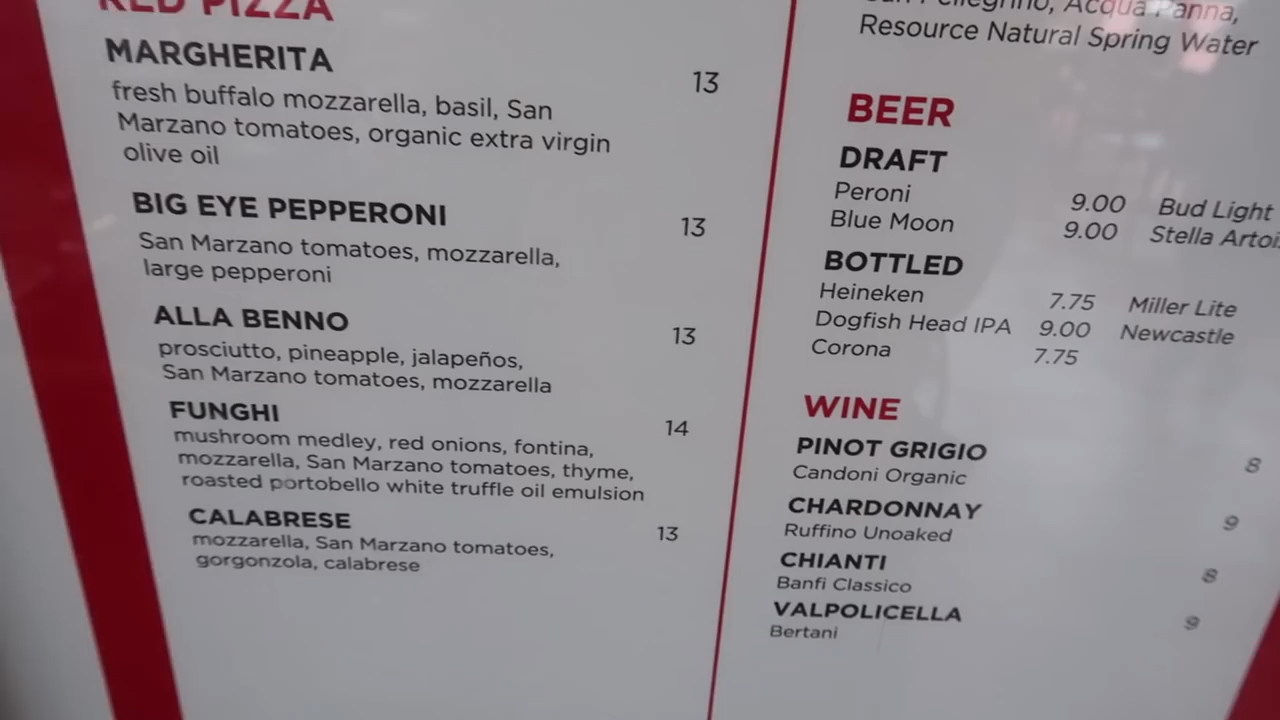 RED PIZZA
MARGHERITA 13
fresh buffalo mozzarella, basil, San
Marzano tomatoes, organic extra virgin
olive oil
BIG EYE PEPPERONI 13
San Marzano tomatoes, mozzarella,
large pepperoni
ALLA BENNO 13
prosciutto, pineapple, jalapeños,
San Marzano tomatoes, mozzarella
FUNGHI 14
mushroom medley, red onions, fontina,
mozzarella, San Marzano tomatoes, thyme,
roasted portobello white truffle oil emulsion
CALABRESE 13
mozzarella, San Marzano tomatoes,
gorgonzola, calabrese
Pellegrino, Acqua Panna,
Resource Natural Spring Water
BEER
DRAFT
Peroni 9.00 Bud Light
Blue Moon 9.00 Stella Artoi
BOTTLED
Heineken 7.75 Miller Lite
Dogfish Head IPA 9.00 Newcastle
Corona 7.75
WINE
PINOT GRIGIO 8
Candoni Organic
CHARDONNAY 9
Ruffino Unoaked
CHIANTI 8
Banfi Classico
VALPOLICELLA 9
Bertani